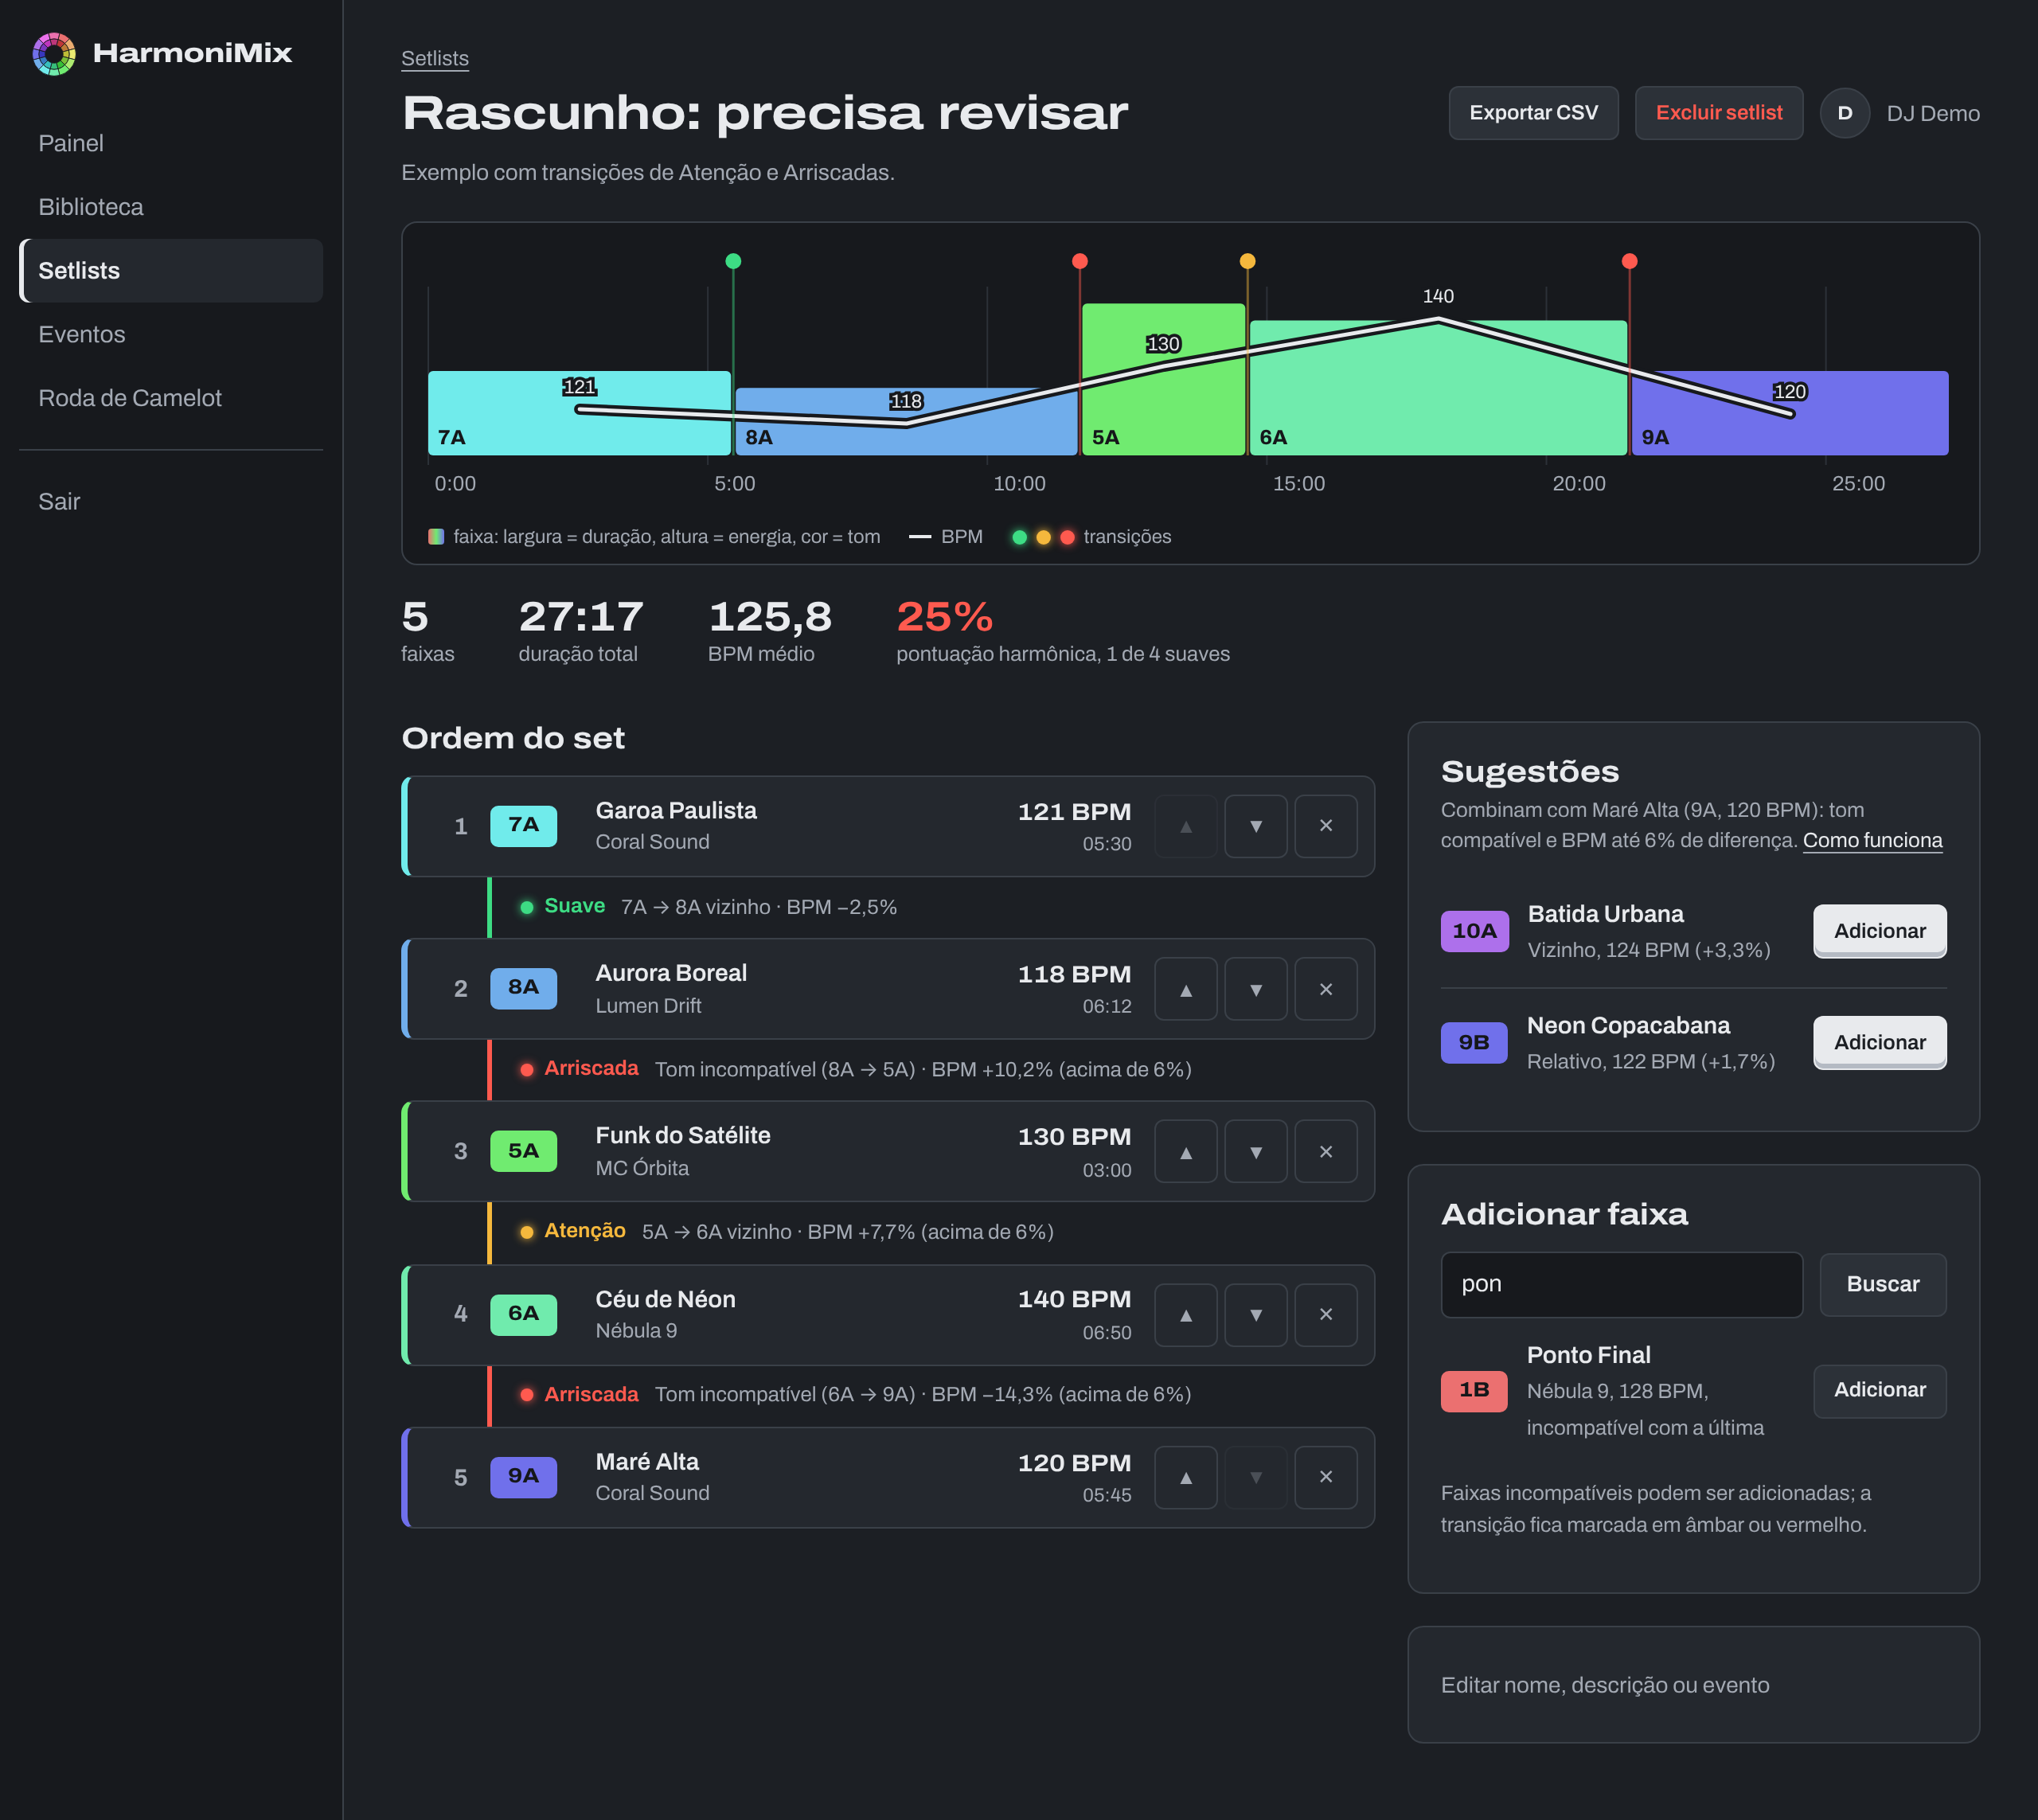 HarmoniMix
Painel
Biblioteca
Setlists
Eventos
Roda de Camelot
Sair
Setlists
Rascunho: precisa revisar
Exportar CSV
Excluir setlist
D
DJ Demo
Exemplo com transições de Atenção e Arriscadas.
121
118
130
140
120
7A
8A
5A
6A
9A
0:00
5:00
10:00
15:00
20:00
25:00
faixa: largura = duração, altura = energia, cor = tom
BPM
transições
5
faixas
27:17
duração total
125,8
BPM médio
25%
pontuação harmônica, 1 de 4 suaves
Ordem do set
1
7A
Garoa Paulista
Coral Sound
121 BPM
05:30
▲
▼
✕
Suave 7A → 8A vizinho · BPM −2,5%
2
8A
Aurora Boreal
Lumen Drift
118 BPM
06:12
▲
▼
✕
Arriscada Tom incompatível (8A → 5A) · BPM +10,2% (acima de 6%)
3
5A
Funk do Satélite
MC Órbita
130 BPM
03:00
▲
▼
✕
Atenção 5A → 6A vizinho · BPM +7,7% (acima de 6%)
4
6A
Céu de Néon
Nébula 9
140 BPM
06:50
▲
▼
✕
Arriscada Tom incompatível (6A → 9A) · BPM −14,3% (acima de 6%)
5
9A
Maré Alta
Coral Sound
120 BPM
05:45
▲
▼
✕
Sugestões
Combinam com Maré Alta (9A, 120 BPM): tom
compatível e BPM até 6% de diferença. Como funciona
10A
Batida Urbana
Vizinho, 124 BPM (+3,3%)
Adicionar
9B
Neon Copacabana
Relativo, 122 BPM (+1,7%)
Adicionar
Adicionar faixa
pon
Buscar
1B
Ponto Final
Nébula 9, 128 BPM,
incompatível com a última
Adicionar
Faixas incompatíveis podem ser adicionadas; a
transição fica marcada em âmbar ou vermelho.
Editar nome, descrição ou evento